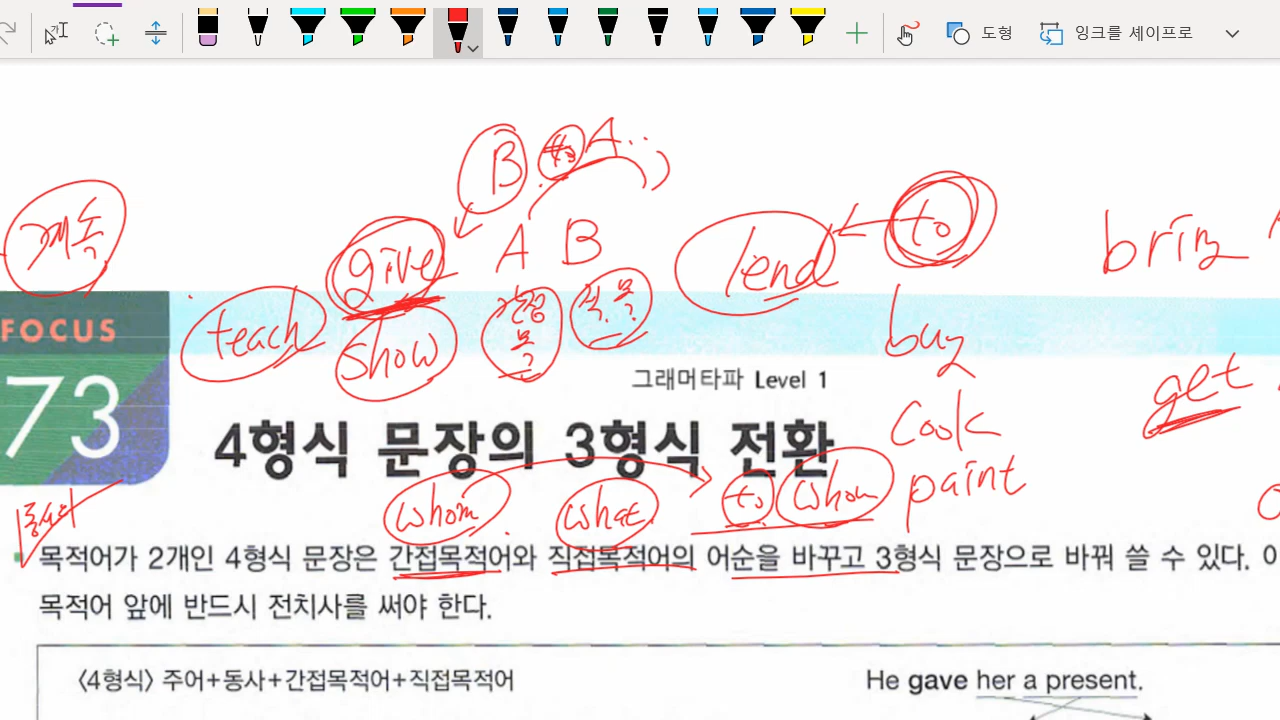 도형 잉크를 셰이프로
B to A..
계속
give A B lend to bring
teach show 간접목 직.목 buy
FOCUS
73
그래머타파 Level 1
get
4형식 문장의 3형식 전환
cook
whom what to whom paint
목적어가 2개인 4형식 문장은 간접목적어와 직접목적어의 어순을 바꾸고 3형식 문장으로 바꿔 쓸 수 있다. 이
목적어 앞에 반드시 전치사를 써야 한다.
〈4형식〉 주어+동사+간접목적어+직접목적어 He gave her a present.